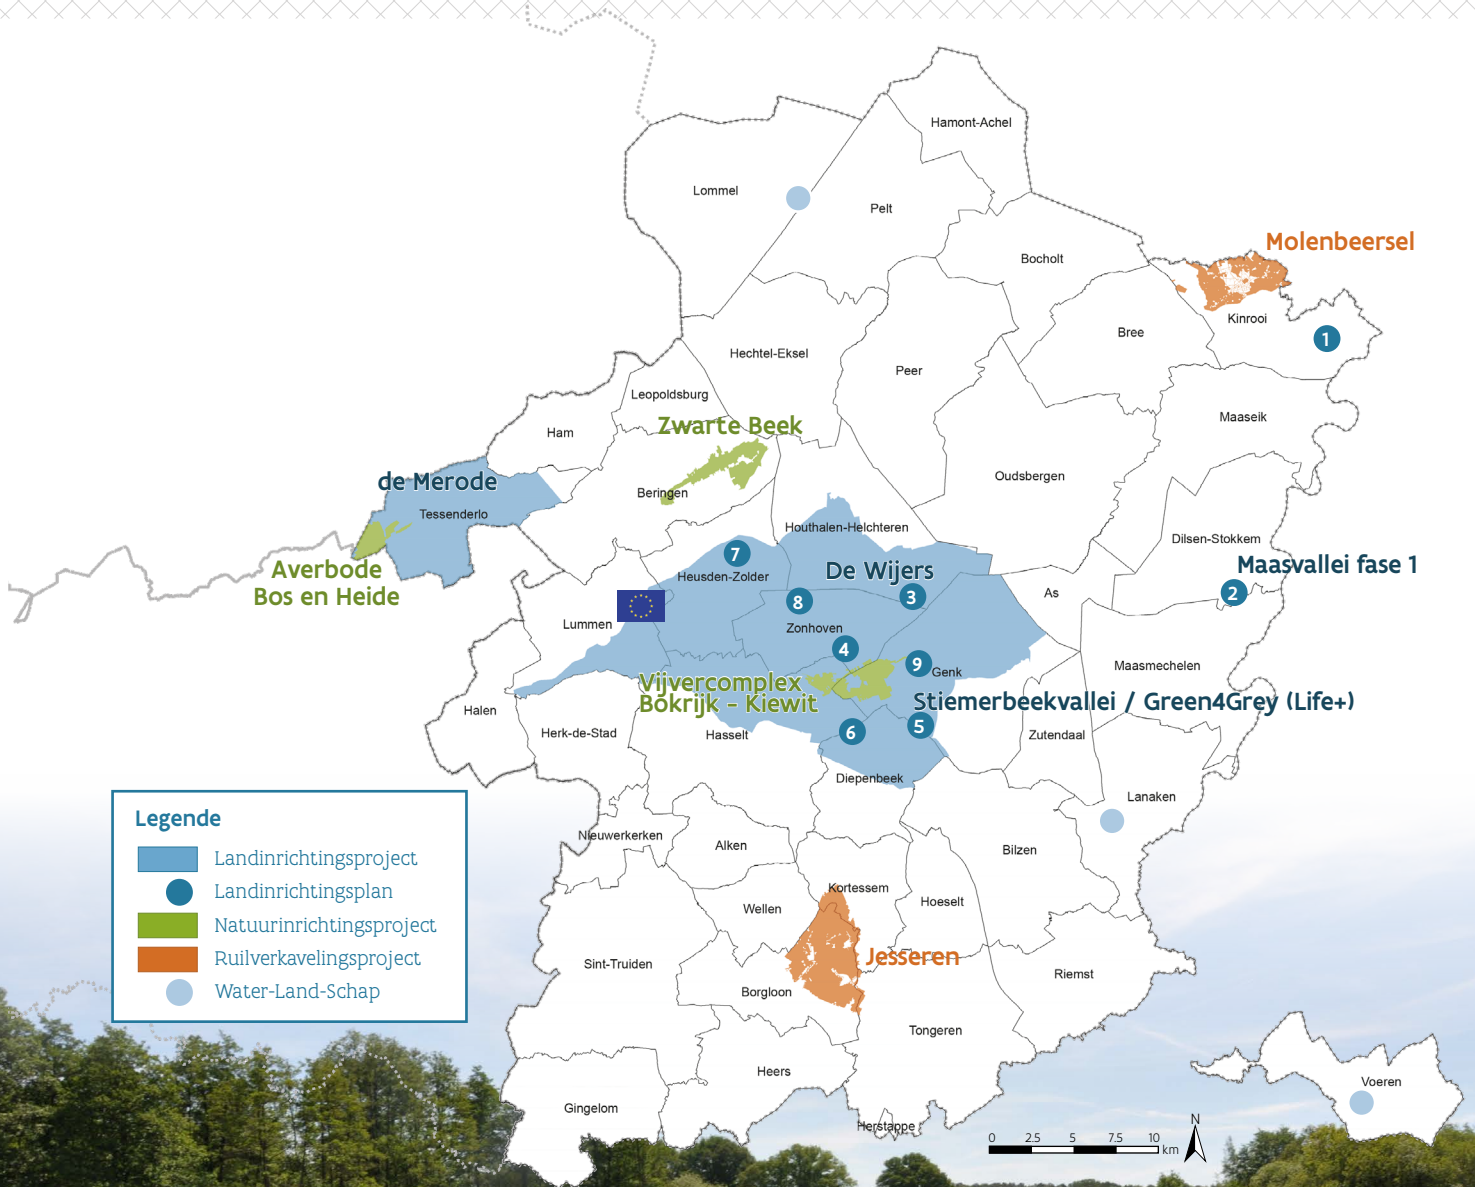 Hamont-Achel
Lommel
Pelt
Molenbeersel
Bocholt
Kinrooi
Bree
1
Hechtel-Eksel
Peer
Leopoldsburg
Maaseik
Zwarte Beek
Ham
Oudsbergen
de Merode
Beringen
Tessenderlo
Houthalen-Helchteren
Dilsen-Stokkem
7
Maasvallei fase 1
Averbode
Bos en Heide
De Wijers
Heusden-Zolder
As
2
8
3
Lummen
Zonhoven
4
9
Genk
Maasmechelen
Vijvercomplex
Bokrijk - Kiewit
Stiemerbeekvallei / Green4Grey (Life+)
Halen
Herk-de-Stad
Hasselt
6
5
Zutendaal
Diepenbeek
Lanaken
Legende
Landinrichtingsproject
Landinrichtingsplan
Natuurinrichtingsproject
Ruilverkavelingsproject
Water-Land-Schap
Nieuwerkerken
Alken
Bilzen
Kortessem
Hoeselt
Wellen
Jesseren
Sint-Truiden
Riemst
Borgloon
Tongeren
Heers
Voeren
Gingelom
Herstappe
N
0 2.5 5 7.5 10
km